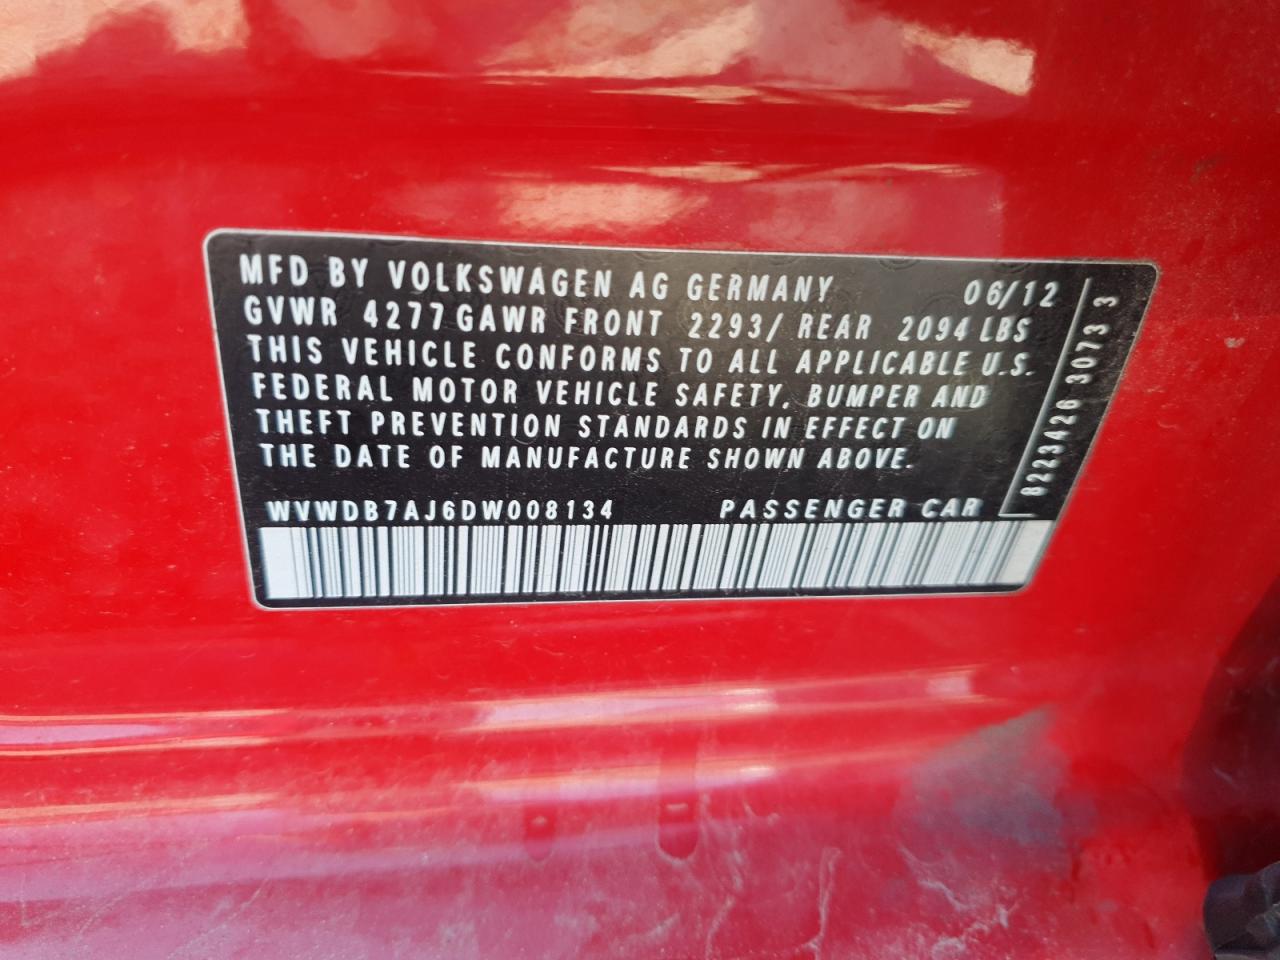 MFD BY VOLKSWAGEN AG GERMANY 06/12
GVWR 4277 GAWR FRONT 2293/ REAR 2094 LBS
THIS VEHICLE CONFORMS TO ALL APPLICABLE U.S.
FEDERAL MOTOR VEHICLE SAFETY, BUMPER AND
THEFT PREVENTION STANDARDS IN EFFECT ON
THE DATE OF MANUFACTURE SHOWN ABOVE.
WVWDB7AJ6DW008134 PASSENGER CAR
8223426 3073 3